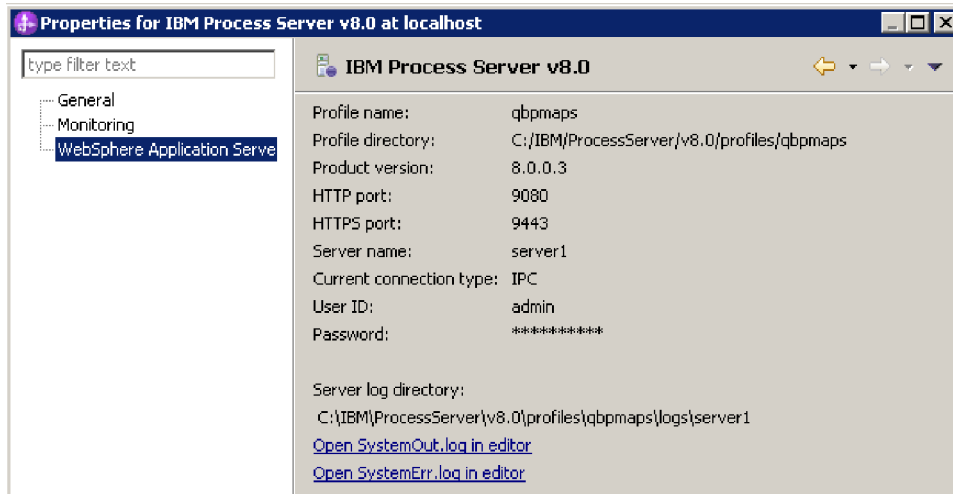 Properties for IBM Process Server v8.0 at localhost
type filter text
General
Monitoring
WebSphere Application Serve
IBM Process Server v8.0
Profile name: qbpmaps
Profile directory: C:/IBM/ProcessServer/v8.0/profiles/qbpmaps
Product version: 8.0.0.3
HTTP port: 9080
HTTPS port: 9443
Server name: server1
Current connection type: IPC
User ID: admin
Password: **********
Server log directory:
C:\IBM\ProcessServer\v8.0\profiles\qbpmaps\logs\server1
Open SystemOut.log in editor
Open SystemErr.log in editor